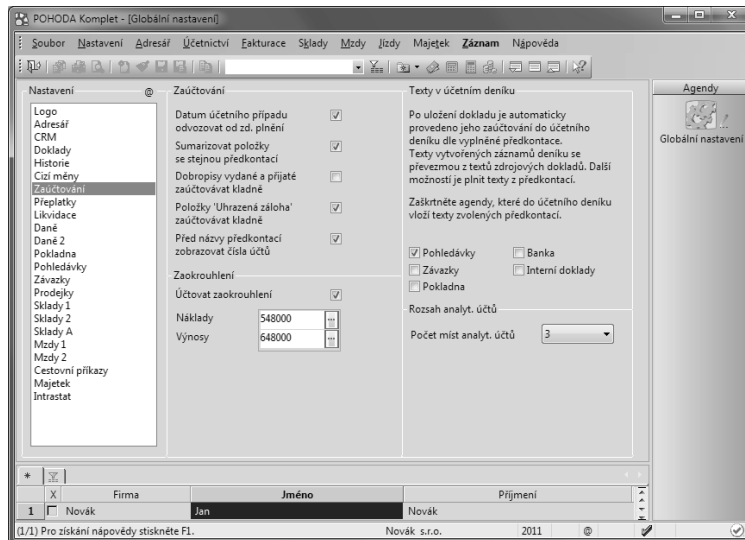 POHODA Komplet - [Globální nastavení]
Soubor Nastavení Adresář Účetnictví Fakturace Sklady Mzdy Jízdy Majetek Záznam Nápověda
Nastavení @
Logo
Adresář
CRM
Doklady
Historie
Cizí měny
Zaúčtování
Přeplatky
Likvidace
Daně
Daně 2
Pokladna
Pohledávky
Závazky
Prodejky
Sklady 1
Sklady 2
Sklady A
Mzdy 1
Mzdy 2
Cestovní příkazy
Majetek
Intrastat
Zaúčtování
Datum účetního případu
odvozovat od zd. plnění
Sumarizovat položky
se stejnou předkontací
Dobropisy vydané a přijaté
zaúčtovávat kladně
Položky 'Uhrazená záloha'
zaúčtovávat kladně
Před názvy předkontací
zobrazovat čísla účtů
Zaokrouhlení
Účtovat zaokrouhlení
Náklady 548000 ...
Výnosy 648000 ...
Texty v účetním deníku
Po uložení dokladu je automaticky
provedeno jeho zaúčtování do účetního
deníku dle vyplněné předkontace.
Texty vytvořených záznamů deníku se
převezmou z textů zdrojových dokladů. Další
možností je plnit texty z předkontací.
Zaškrtněte agendy, které do účetního deníku
vloží texty zvolených předkontací.
Pohledávky Banka
Závazky Interní doklady
Pokladna
Rozsah analyt. účtů
Počet míst analyt. účtů 3
Agendy
Globální nastavení
*
X Firma Jméno Příjmení
1 Novák Jan Novák
(1/1) Pro získání nápovědy stiskněte F1. Novák s.r.o. 2011 @